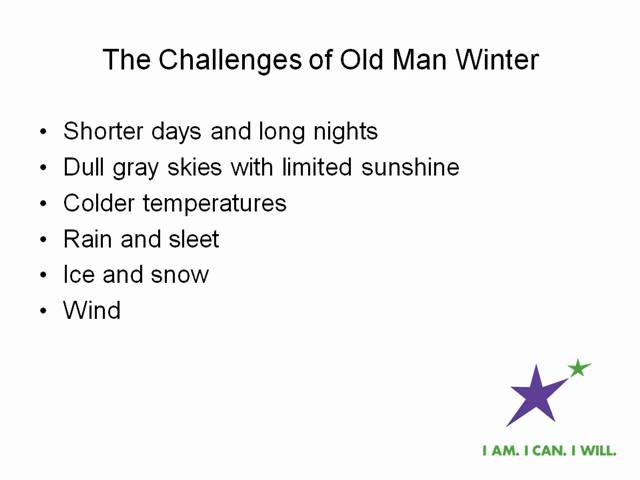 The Challenges of Old Man Winter
• Shorter days and long nights
• Dull gray skies with limited sunshine
• Colder temperatures
• Rain and sleet
• Ice and snow
• Wind
I AM. I CAN. I WILL.